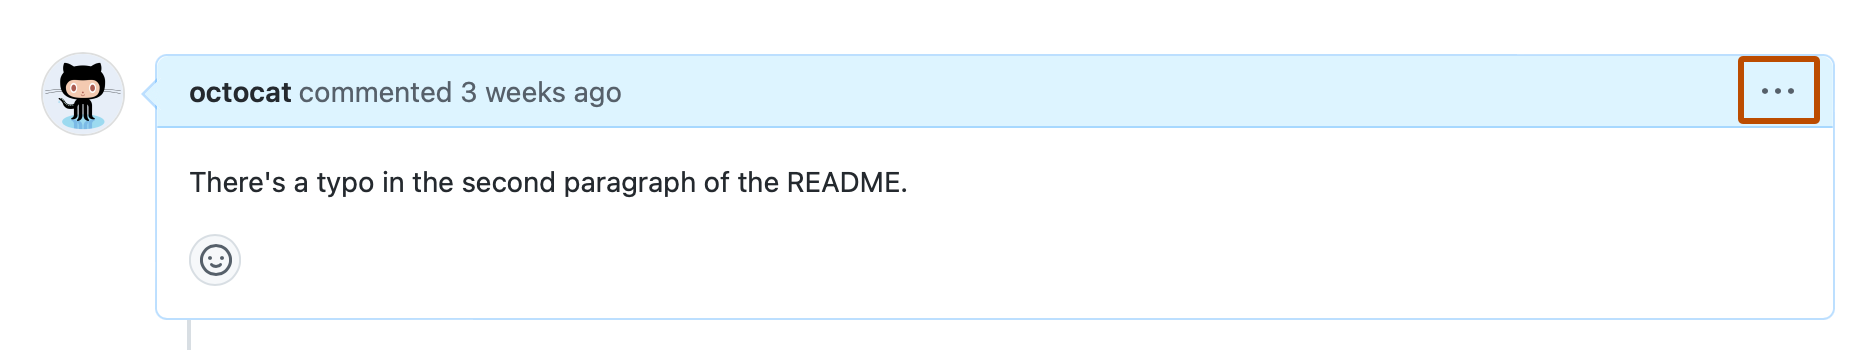 octocat commented 3 weeks ago
There's a typo in the second paragraph of the README.